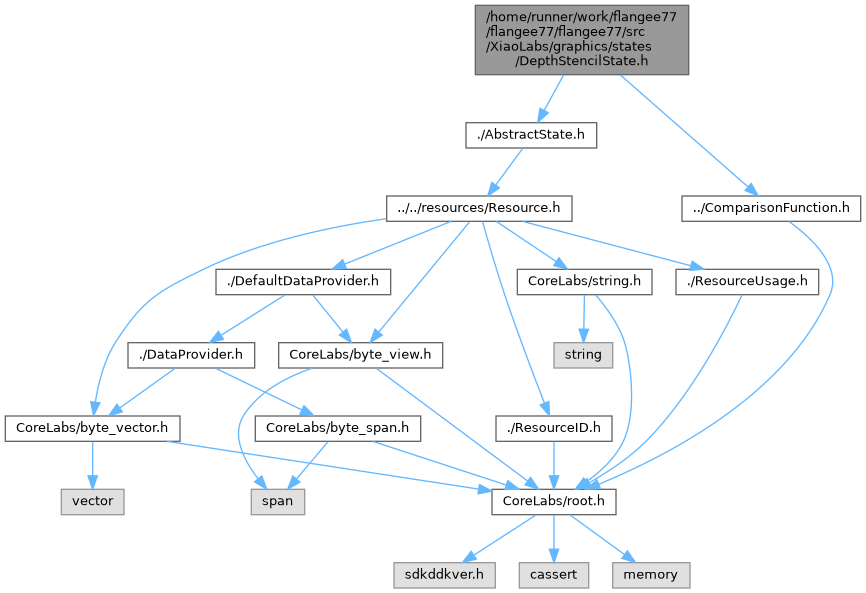 /home/runner/work/flangee77
/flangee77/flangee77/src
/XiaoLabs/graphics/states
/DepthStencilState.h
./AbstractState.h
../../resources/Resource.h
../ComparisonFunction.h
./DefaultDataProvider.h
CoreLabs/string.h
./ResourceUsage.h
./DataProvider.h
CoreLabs/byte_view.h
string
CoreLabs/byte_vector.h
CoreLabs/byte_span.h
./ResourceID.h
vector
span
CoreLabs/root.h
sdkddkver.h
cassert
memory